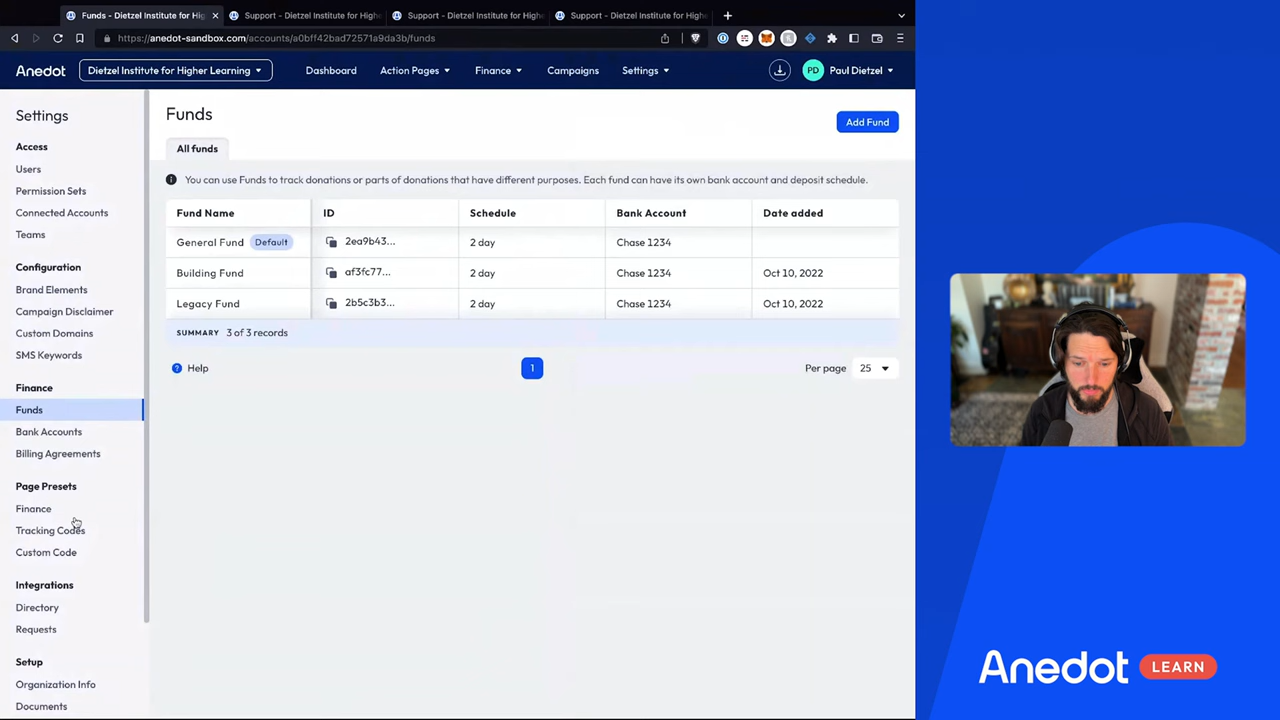 Funds - Dietzel Institute for Hig
Support - Dietzel Institute for Highe
Support - Dietzel Institute for Highe
Support - Dietzel Institute for Highe
https://anedot-sandbox.com/accounts/a0bff42bad72571a9da3b/funds
Anedot
Dietzel Institute for Higher Learning
Dashboard
Action Pages
Finance
Campaigns
Settings
PD
Paul Dietzel
Settings
Access
Users
Permission Sets
Connected Accounts
Teams
Configuration
Brand Elements
Campaign Disclaimer
Custom Domains
SMS Keywords
Finance
Funds
Bank Accounts
Billing Agreements
Page Presets
Finance
Tracking Codes
Custom Code
Integrations
Directory
Requests
Setup
Organization Info
Documents
Funds
Add Fund
All funds
You can use Funds to track donations or parts of donations that have different purposes. Each fund can have its own bank account and deposit schedule.
Fund Name ID Schedule Bank Account Date added
General Fund Default 2ea9b43... 2 day Chase 1234
Building Fund af3fc77... 2 day Chase 1234 Oct 10, 2022
Legacy Fund 2b5c3b3... 2 day Chase 1234 Oct 10, 2022
SUMMARY 3 of 3 records
Help
1
Per page 25
Anedot LEARN